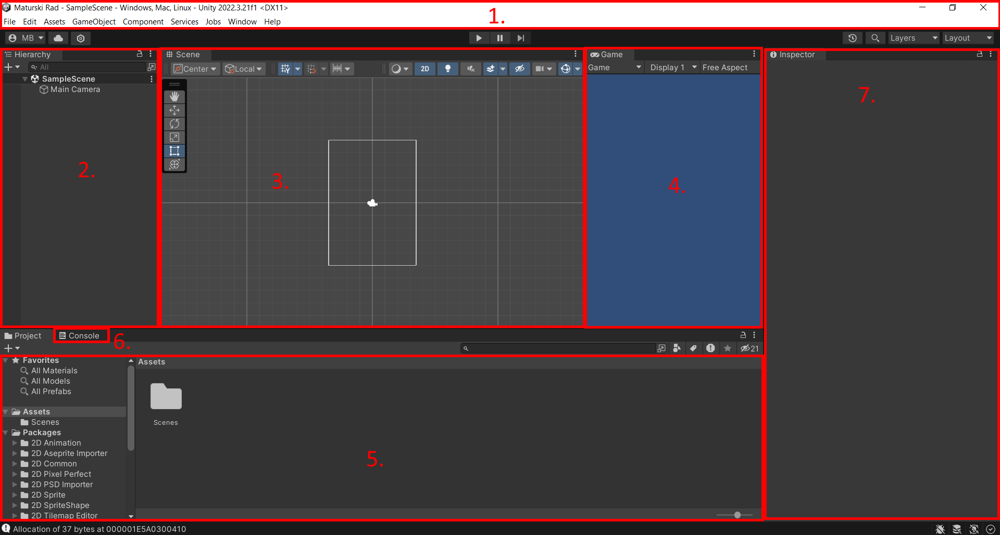 Maturski Rad - SampleScene - Windows, Mac, Linux - Unity 2022.3.21f1 <DX11>
1.
File Edit Assets GameObject Component Services Jobs Window Help
MB
Layers
Layout
Hierarchy
All
SampleScene
Main Camera
2.
Scene
Center
Local
2D
3.
Game
Game
Display 1
Free Aspect
4.
Inspector
7.
Project
Console
6.
21
Favorites
All Materials
All Models
All Prefabs
Assets
Scenes
Packages
2D Animation
2D Aseprite Importer
2D Common
2D Pixel Perfect
2D PSD Importer
2D Sprite
2D SpriteShape
2D Tilemap Editor
Assets
Scenes
5.
Allocation of 37 bytes at 000001E5A0300410